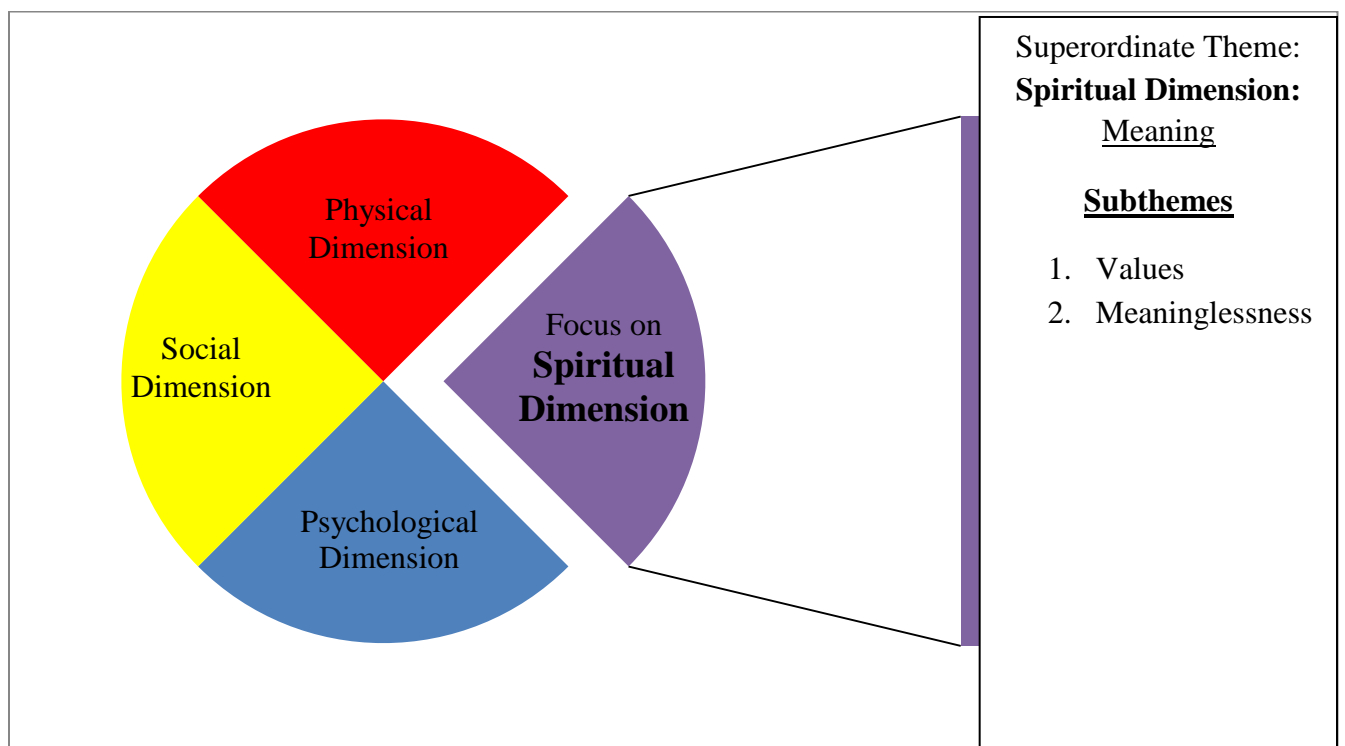 Physical
Dimension
Social
Dimension
Psychological
Dimension
Focus on
Spiritual
Dimension
Superordinate Theme:
Spiritual Dimension:
Meaning
Subthemes
1. Values
2. Meaninglessness